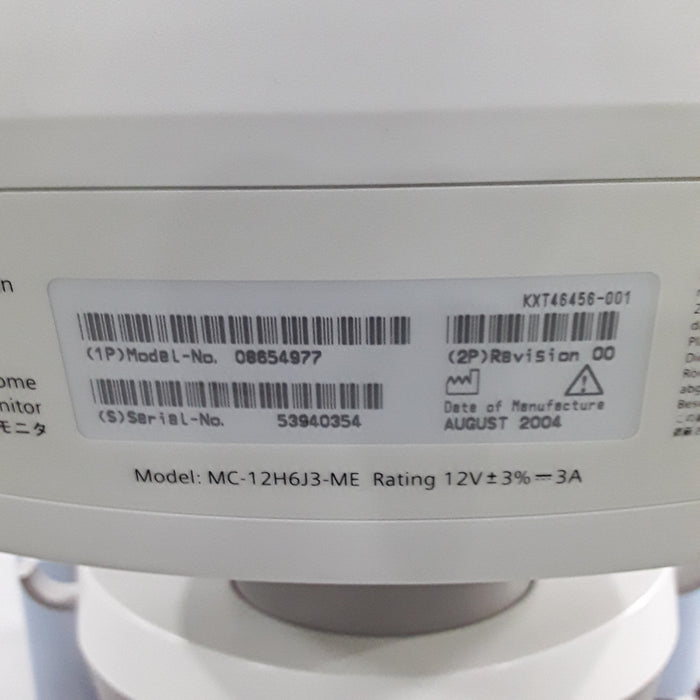 KXT46456-001
(1P)Model-No. 08654977
(2P)Revision 00
(S)Serial-No. 53940354
Date of Manufacture
AUGUST 2004
Model: MC-12H6J3-ME Rating 12V±3%⎓3A
n
ome
nitor
モニタ